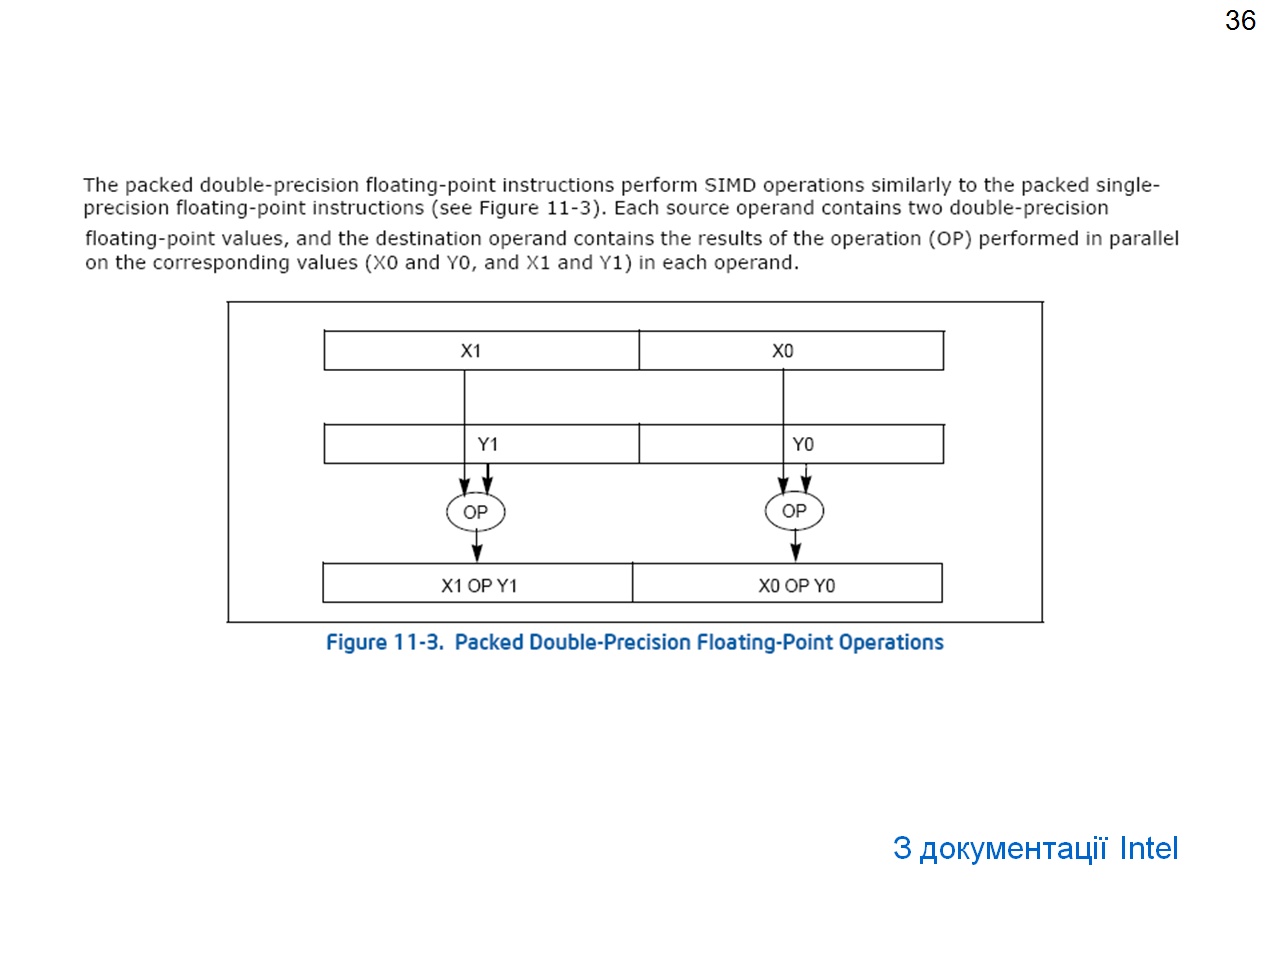 36
The packed double-precision floating-point instructions perform SIMD operations similarly to the packed single-
precision floating-point instructions (see Figure 11-3). Each source operand contains two double-precision
floating-point values, and the destination operand contains the results of the operation (OP) performed in parallel
on the corresponding values (X0 and Y0, and X1 and Y1) in each operand.
X1 X0
Y1 Y0
OP OP
X1 OP Y1 X0 OP Y0
Figure 11-3. Packed Double-Precision Floating-Point Operations
З документації Intel